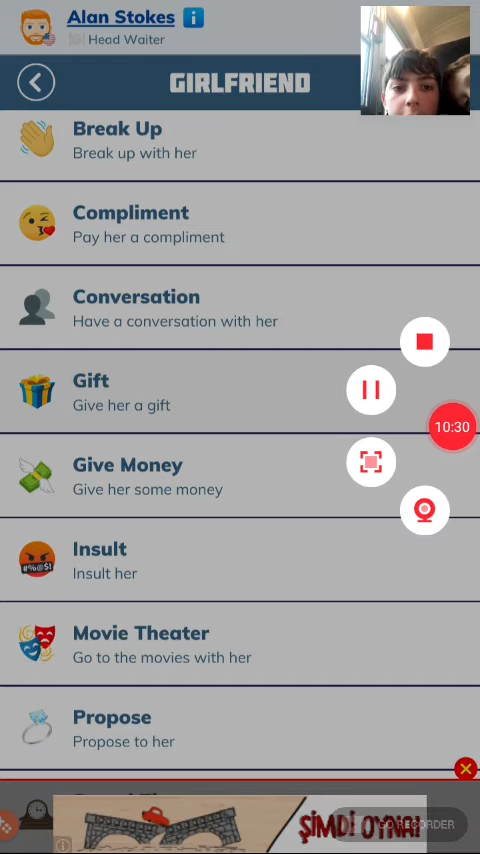 Alan Stokes
Head Waiter
GIRLFRIEND
Break Up
Break up with her
Compliment
Pay her a compliment
Conversation
Have a conversation with her
Gift
Give her a gift
10:30
Give Money
Give her some money
Insult
#%@$!
Insult her
Movie Theater
Go to the movies with her
Propose
Propose to her
ŞİMDİ OYNA!
GO RECORDER